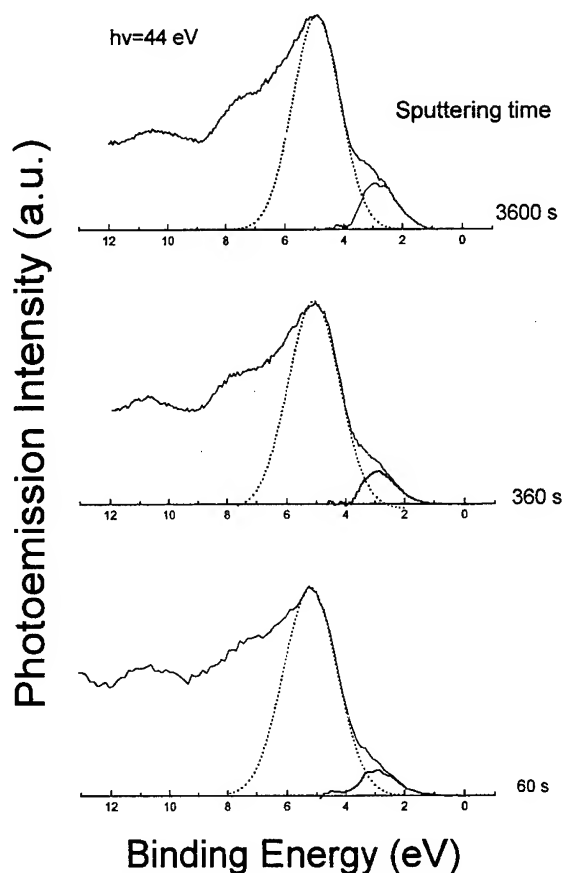 hν=44 eV
Sputtering time
Photoemission Intensity (a.u.)
3600 s
12 10 8 6 4 2 0
360 s
12 10 8 6 4 2 0
60 s
12 10 8 6 4 2 0
Binding Energy (eV)